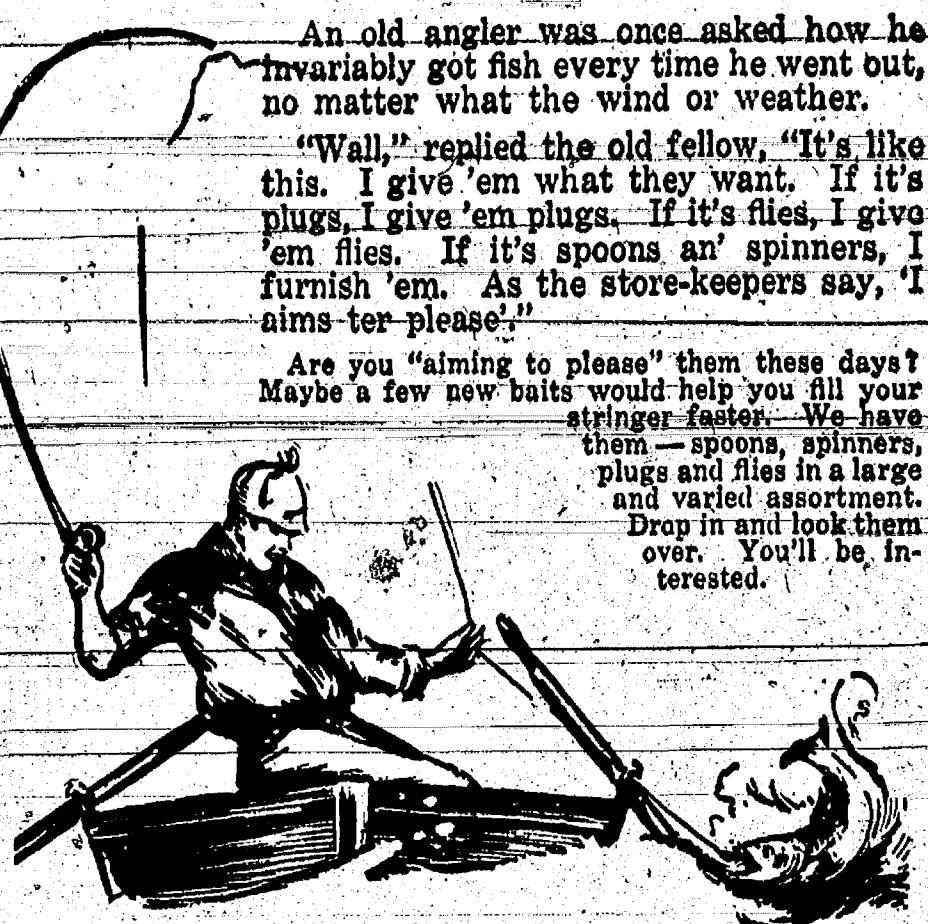 An old angler was once asked how he
invariably got fish every time he went out,
no matter what the wind or weather.
"Wall," replied the old fellow, "It's like
this. I give 'em what they want. If it's
plugs, I give 'em plugs. If it's flies, I give
'em flies. If it's spoons an' spinners, I
furnish 'em. As the store-keepers say, 'I
aims ter please'."
Are you "aiming to please" them these days?
Maybe a few new baits would help you fill your
stringer faster. We have
them — spoons, spinners,
plugs and flies in a large
and varied assortment.
Drop in and look them
over. You'll be in-
terested.